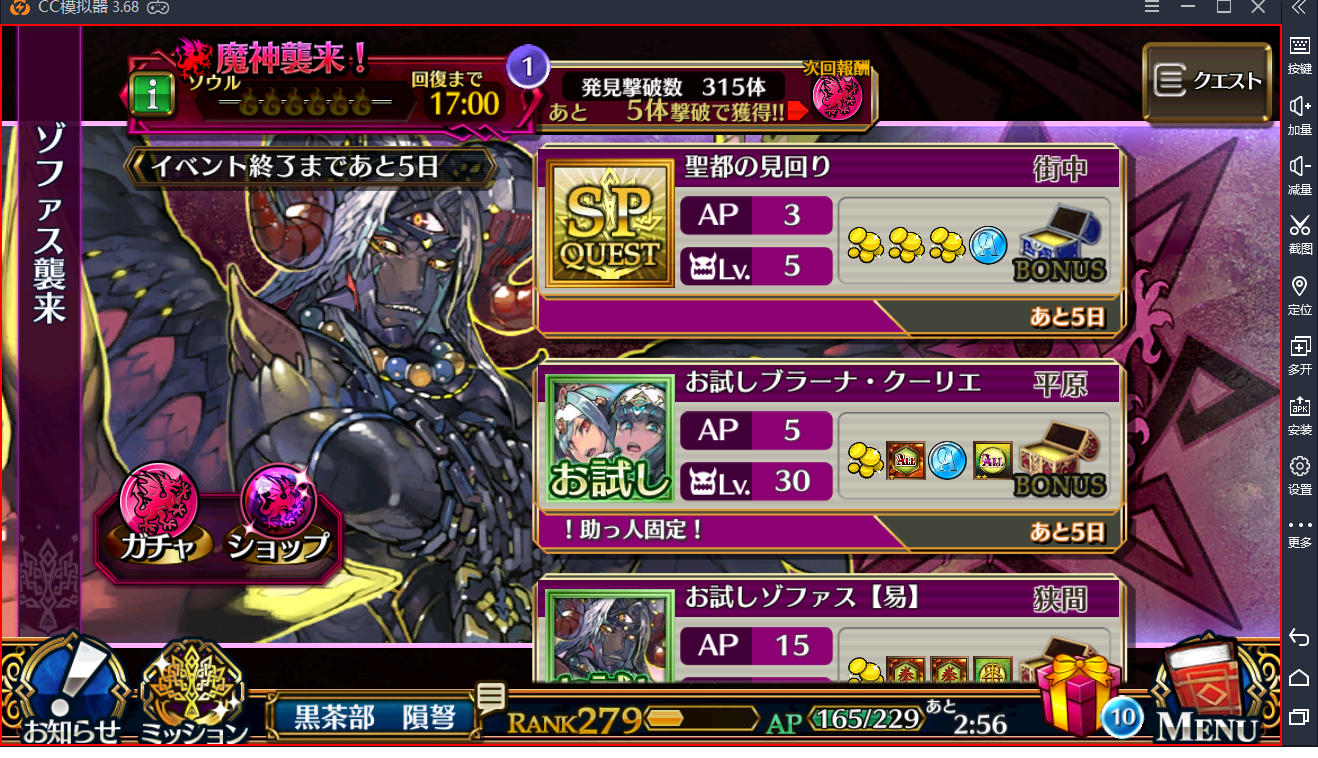 CC模拟器 3.68
魔神襲来！
ソウル
回復まで
17:00
1
発見撃破数 315体
あと 5体撃破で獲得!!
次回報酬
クエスト
按键
加量
减量
截图
定位
多开
APK
安装
设置
更多
ゾファス襲来
イベント終了まであと5日
SP
QUEST
聖都の見回り 街中
AP 3
Lv. 5
BONUS
あと5日
お試し
お試しブラーナ・クーリエ 平原
AP 5
Lv. 30
ALL
ALL
BONUS
！助っ人固定！
あと5日
お試しゾファス【易】 狭間
AP 15
ガチャ
ショップ
お知らせ
ミッション
黒茶部 隕弩
RANK279
AP 165/229
あと
2:56
10
MENU